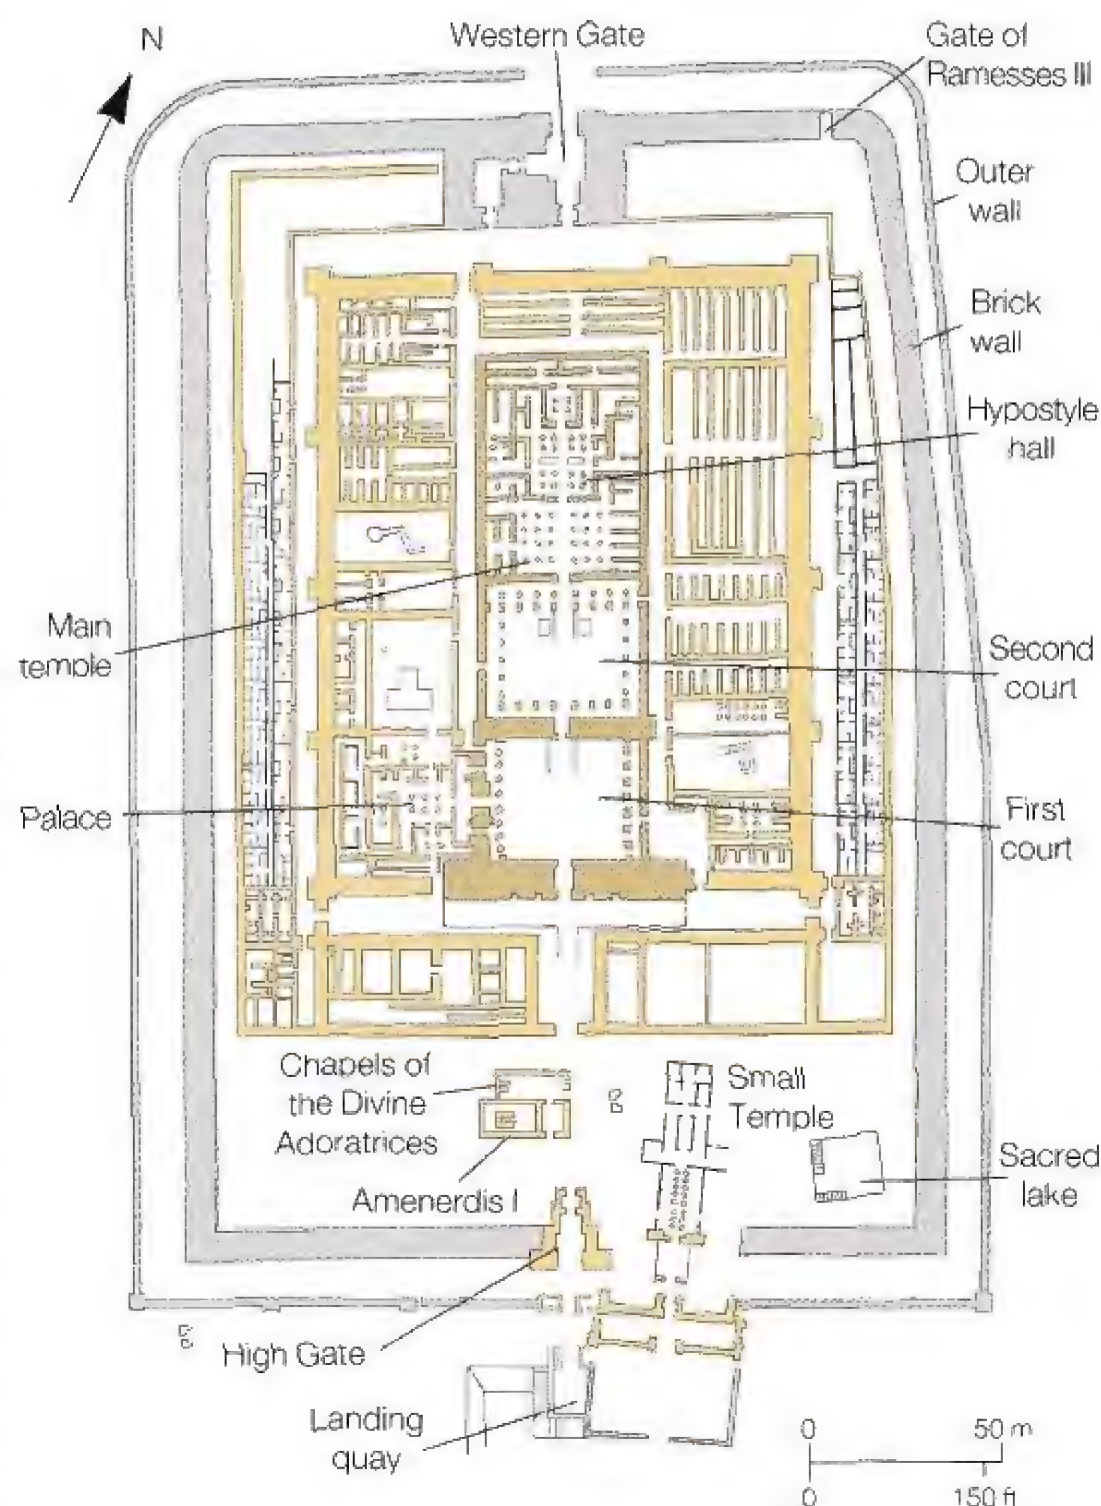 N
Western Gate
Gate of
Ramesses III
Outer
wall
Brick
wall
Hypostyle
hall
Main
temple
Second
court
Palace
First
court
Chapels of
the Divine
Adoratrices
Small
Temple
Amenerdis I
Sacred
lake
High Gate
Landing
quay
0 50 m
0 150 ft